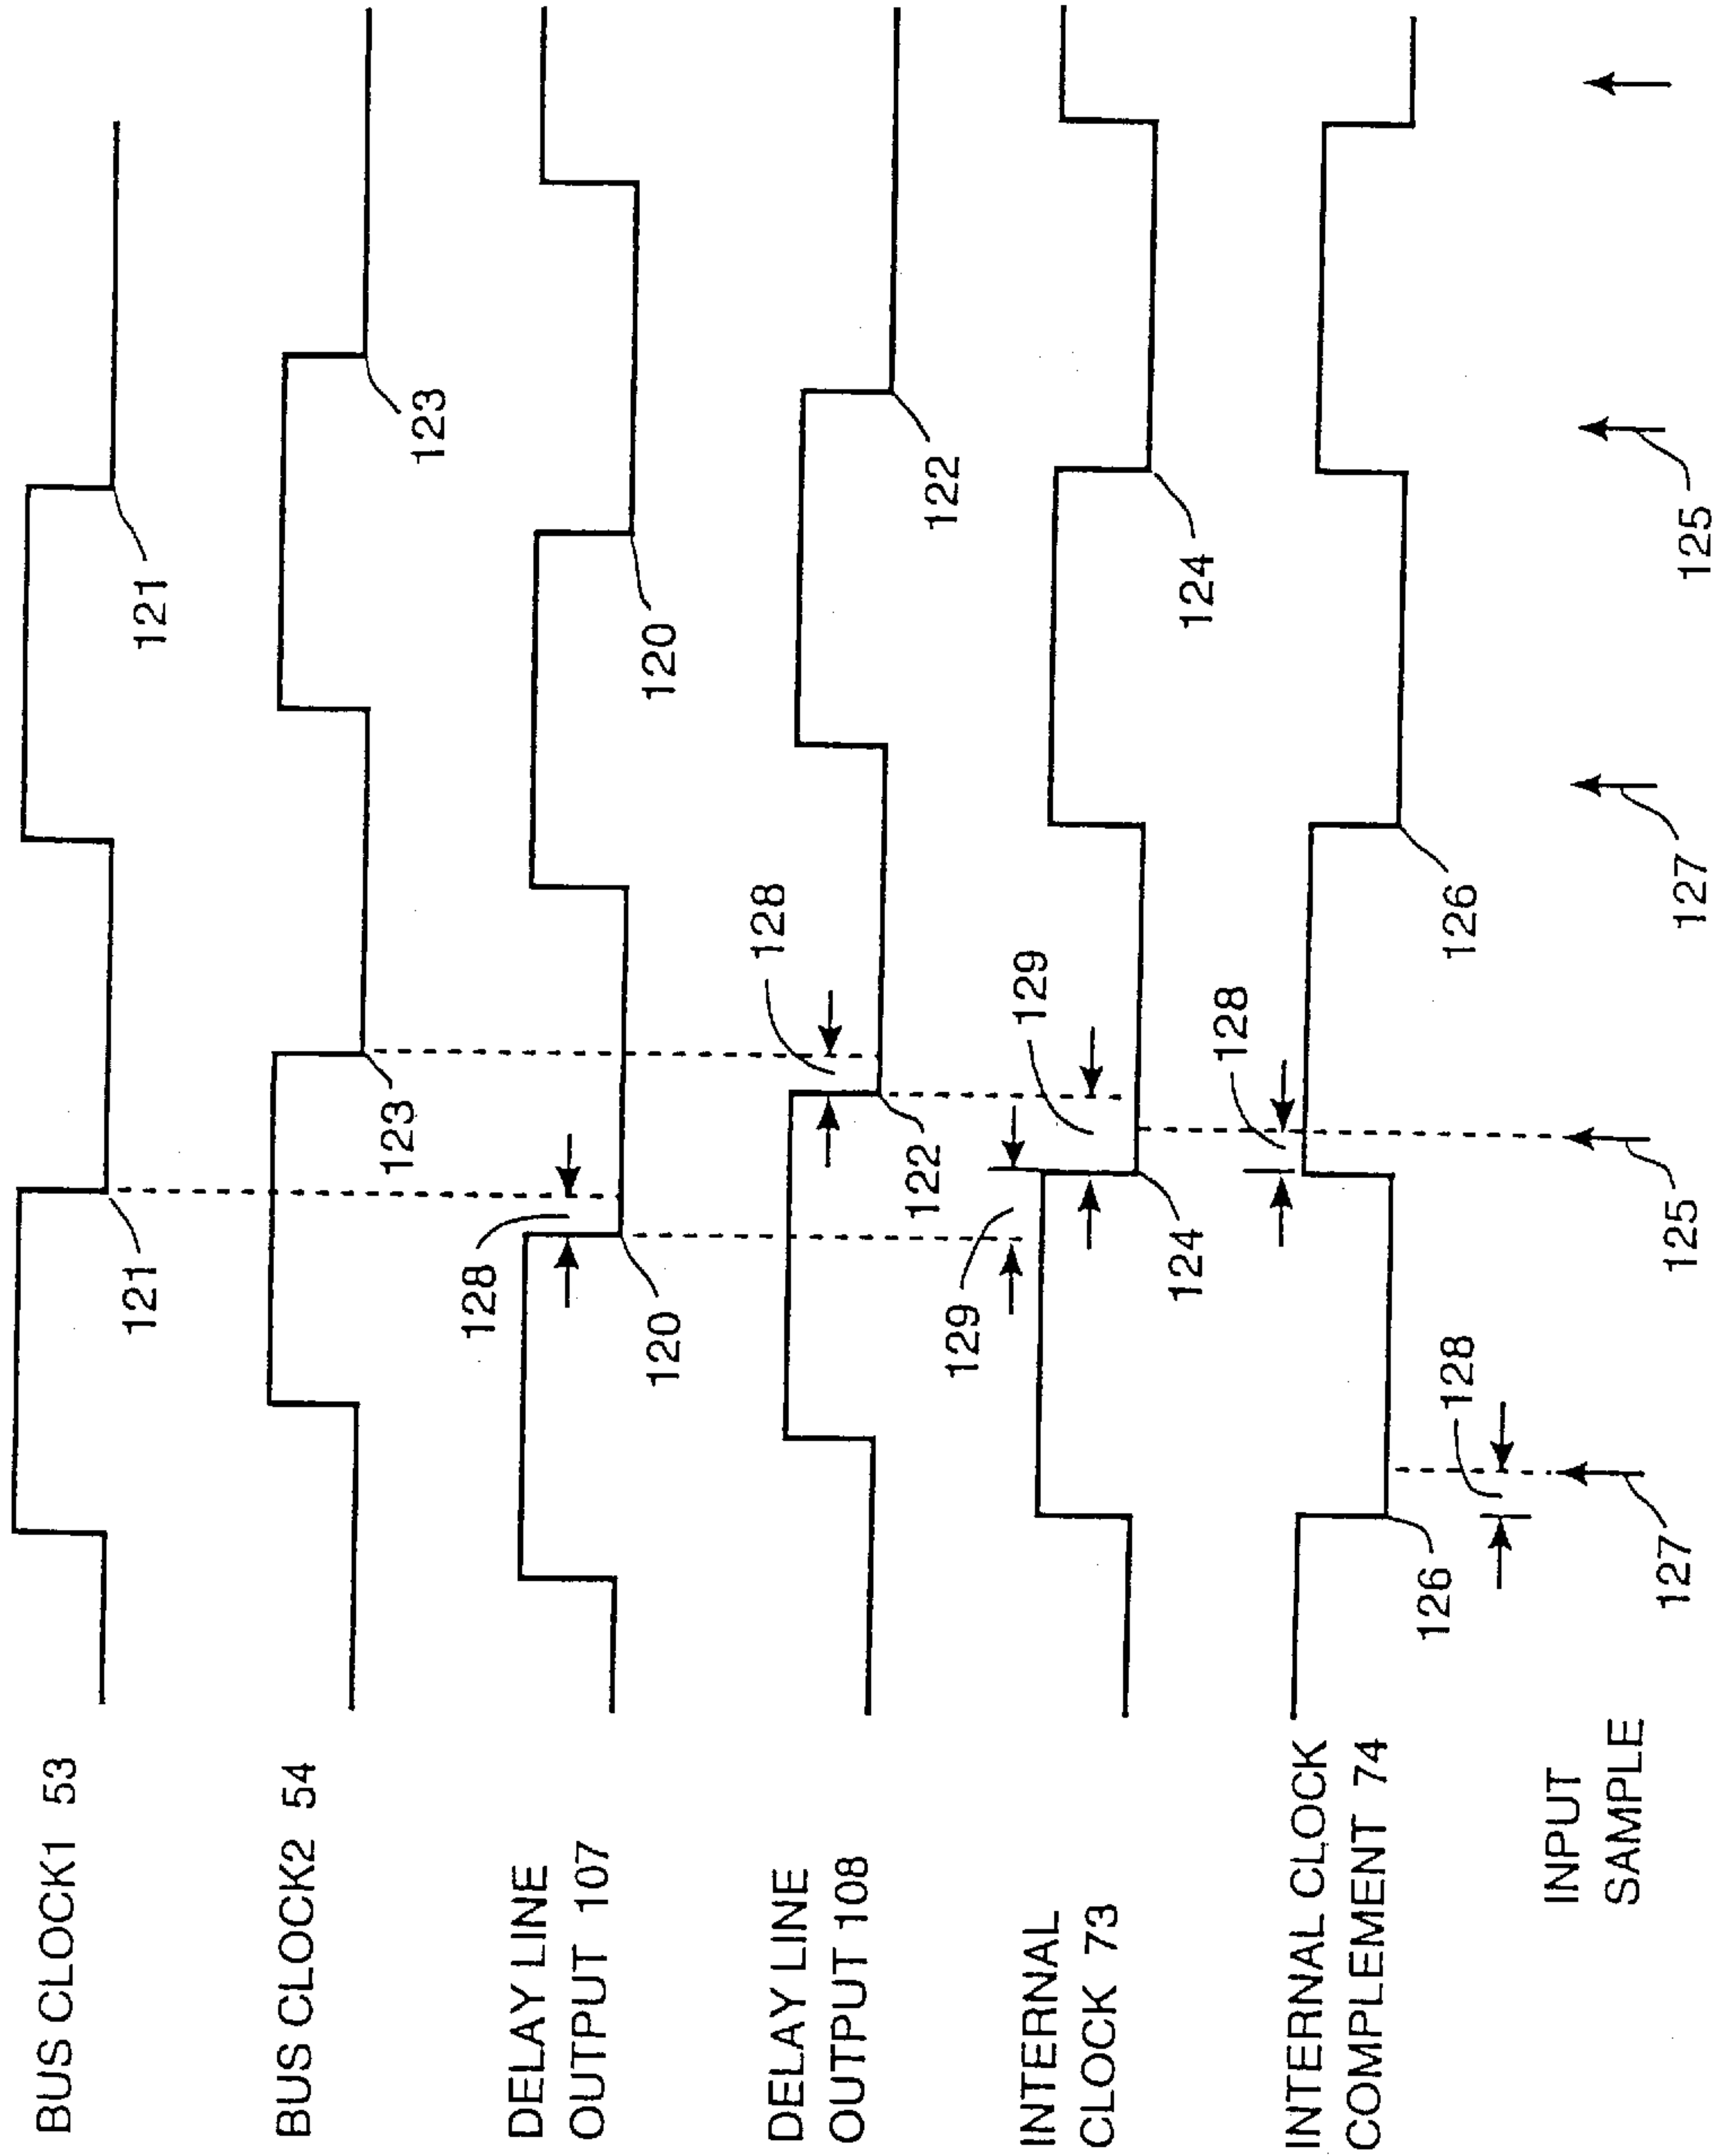 BUS CLOCK1 53
121
121
BUS CLOCK2 54
123
123
DELAY LINE
OUTPUT 107
128
120
120
DELAY LINE
OUTPUT 108
128
122
122
INTERNAL
CLOCK 73
129
129
124
124
INTERNAL CLOCK
COMPLEMENT 74
128
126
128
126
INPUT
SAMPLE
127
125
127
125